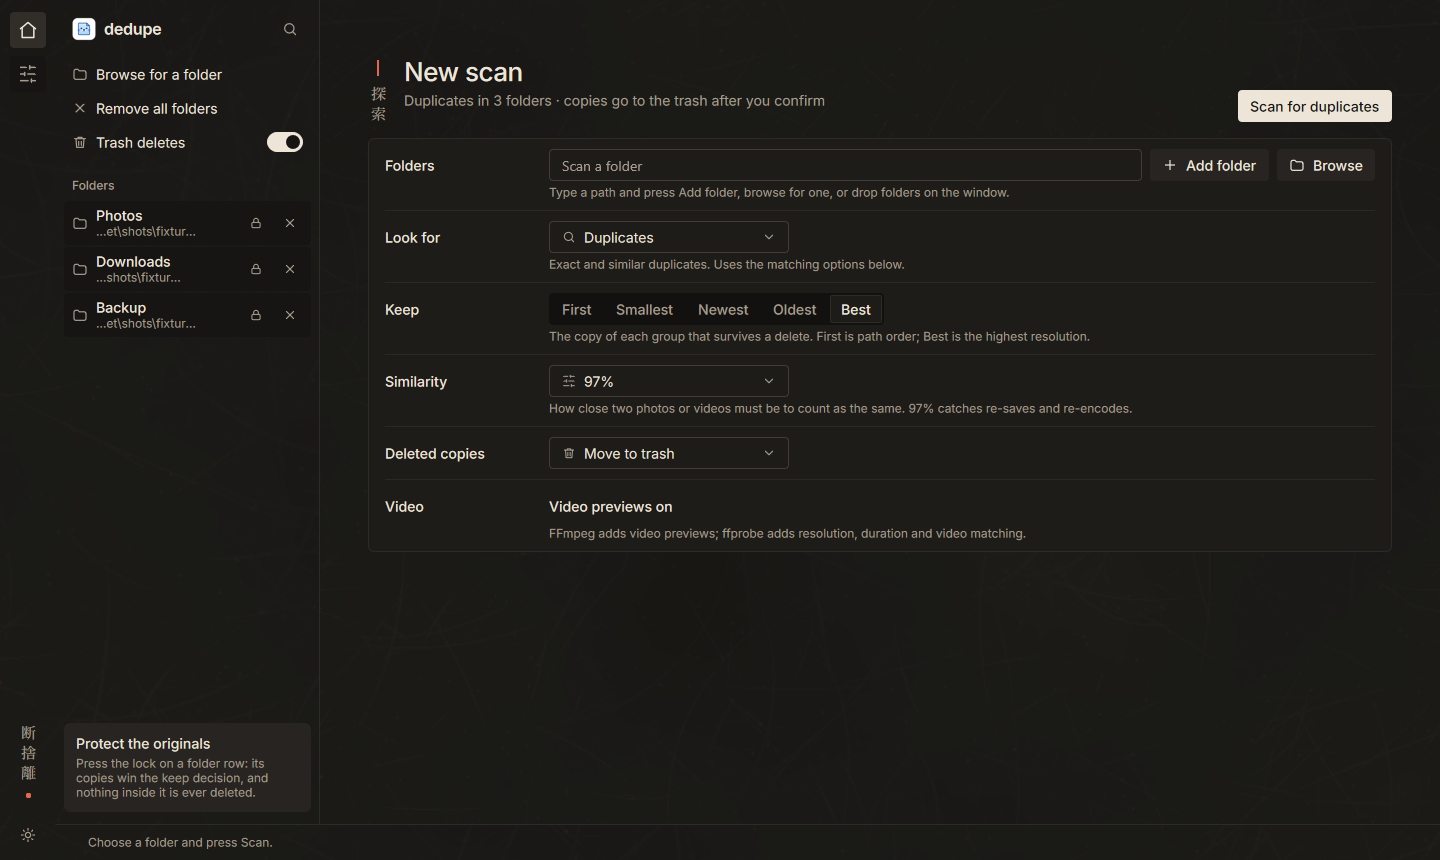 dedupe
Browse for a folder
Remove all folders
Trash deletes
Folders
Photos
...et\shots\fixtur...
Downloads
...shots\fixtur...
Backup
...et\shots\fixtur...
断捨離
Protect the originals
Press the lock on a folder row: its
copies win the keep decision, and
nothing inside it is ever deleted.
探索
New scan
Duplicates in 3 folders · copies go to the trash after you confirm
Scan for duplicates
Folders
Scan a folder
Add folder
Browse
Type a path and press Add folder, browse for one, or drop folders on the window.
Look for
Duplicates
Exact and similar duplicates. Uses the matching options below.
Keep
First Smallest Newest Oldest Best
The copy of each group that survives a delete. First is path order; Best is the highest resolution.
Similarity
97%
How close two photos or videos must be to count as the same. 97% catches re-saves and re-encodes.
Deleted copies
Move to trash
Video
Video previews on
FFmpeg adds video previews; ffprobe adds resolution, duration and video matching.
Choose a folder and press Scan.